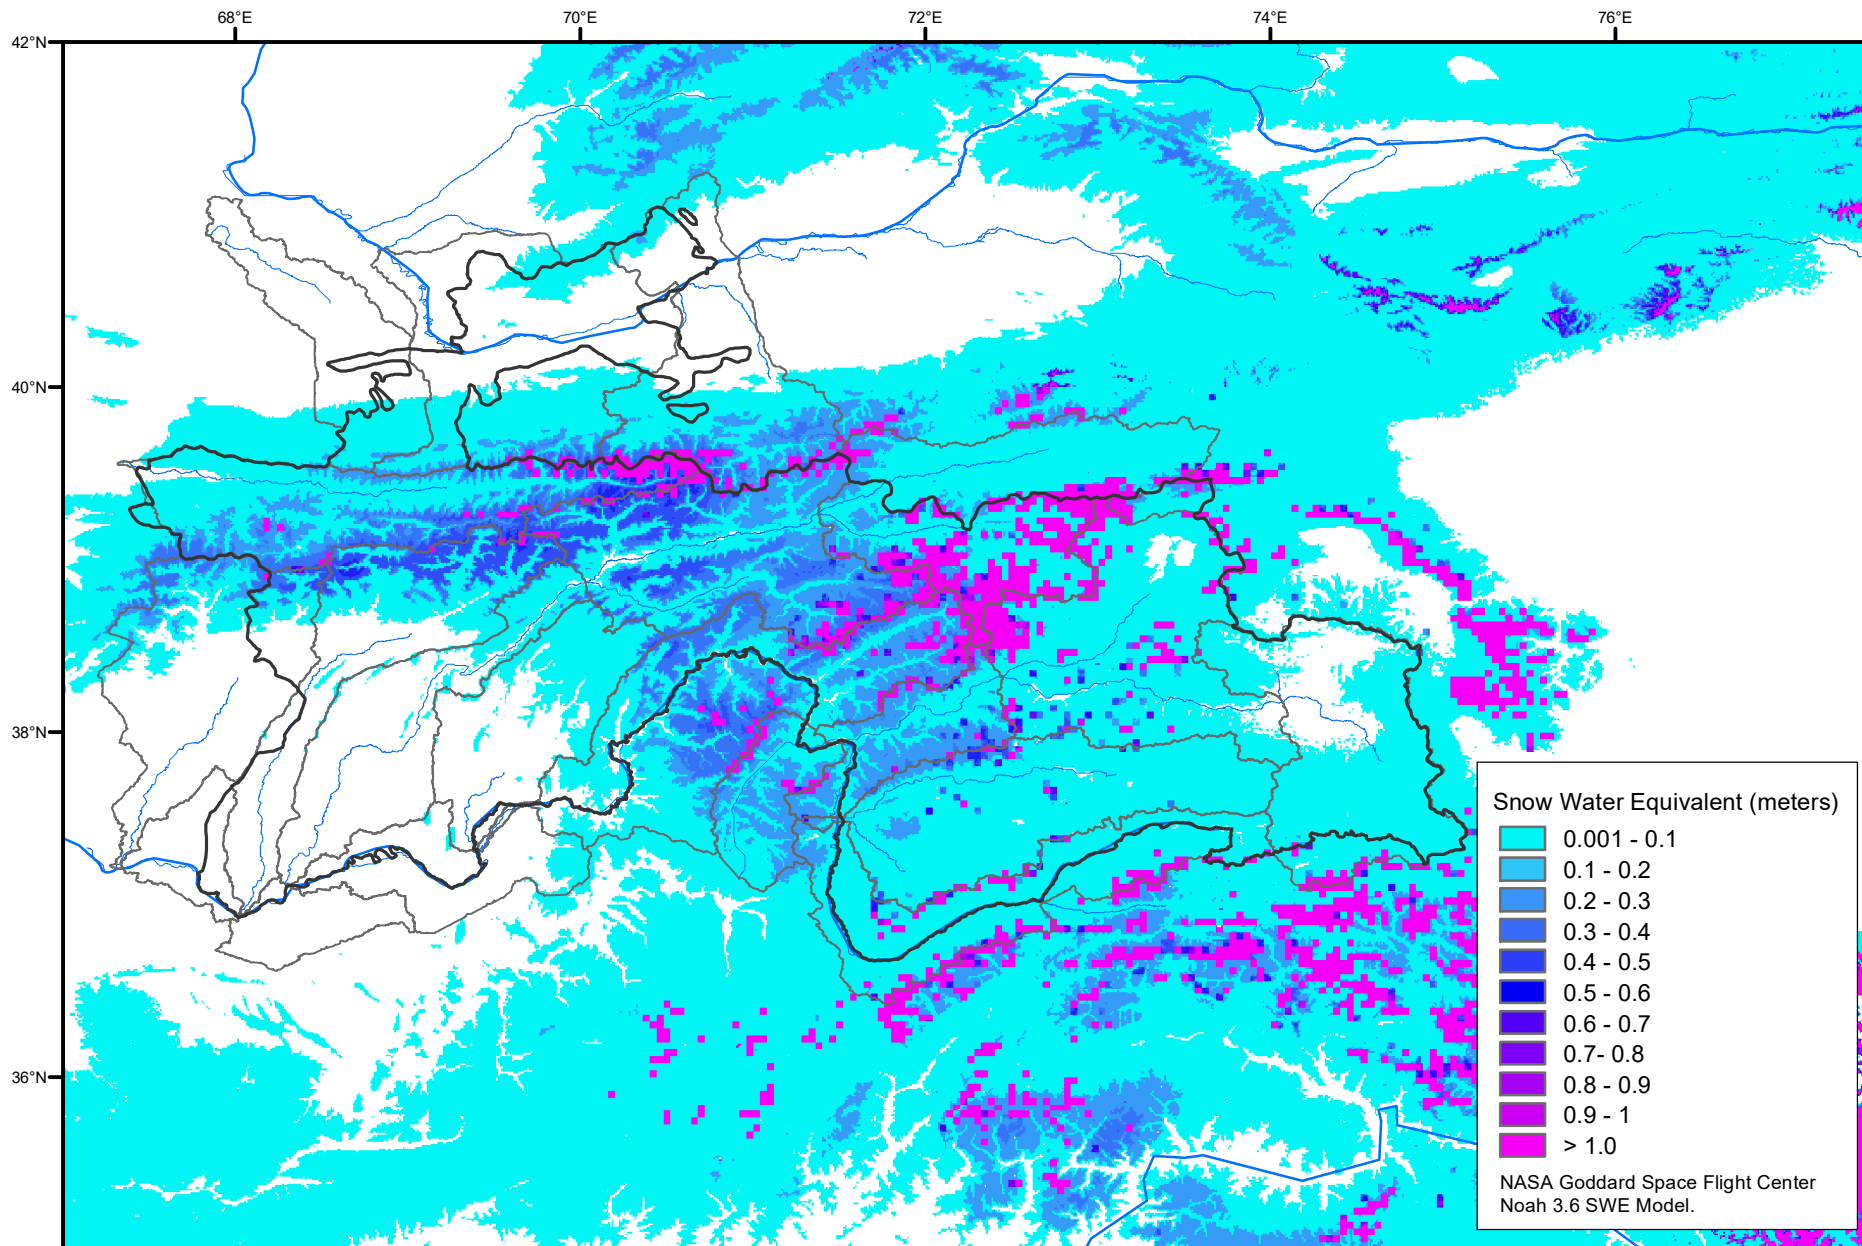 68°E
70°E
72°E
74°E
76°E
42°N
40°N
38°N
36°N
Snow Water Equivalent (meters)
0.001 - 0.1
0.1 - 0.2
0.2 - 0.3
0.3 - 0.4
0.4 - 0.5
0.5 - 0.6
0.6 - 0.7
0.7- 0.8
0.8 - 0.9
0.9 - 1
> 1.0
NASA Goddard Space Flight Center
Noah 3.6 SWE Model.